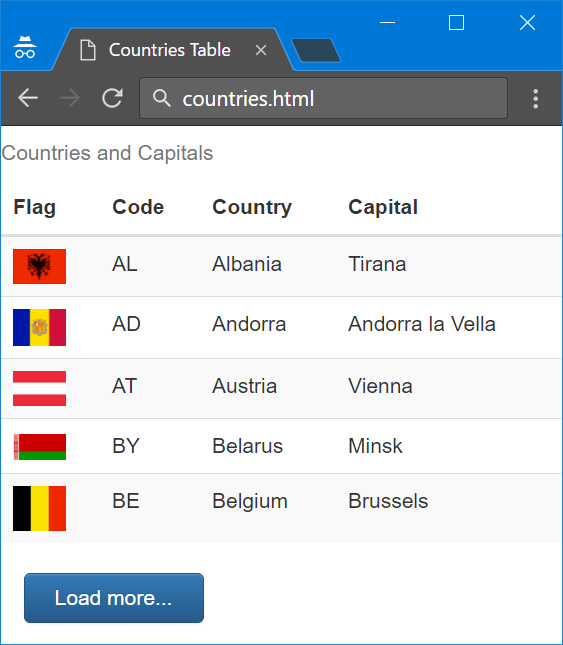 Countries Table
countries.html
Countries and Capitals
Flag Code Country Capital
AL Albania Tirana
AD Andorra Andorra la Vella
AT Austria Vienna
BY Belarus Minsk
BE Belgium Brussels
Load more...